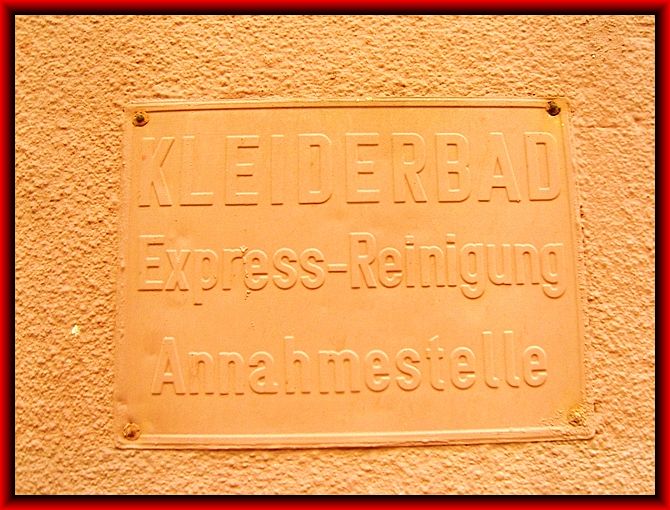 KLEIDERBAD
Express-Reinigung
Annahmestelle